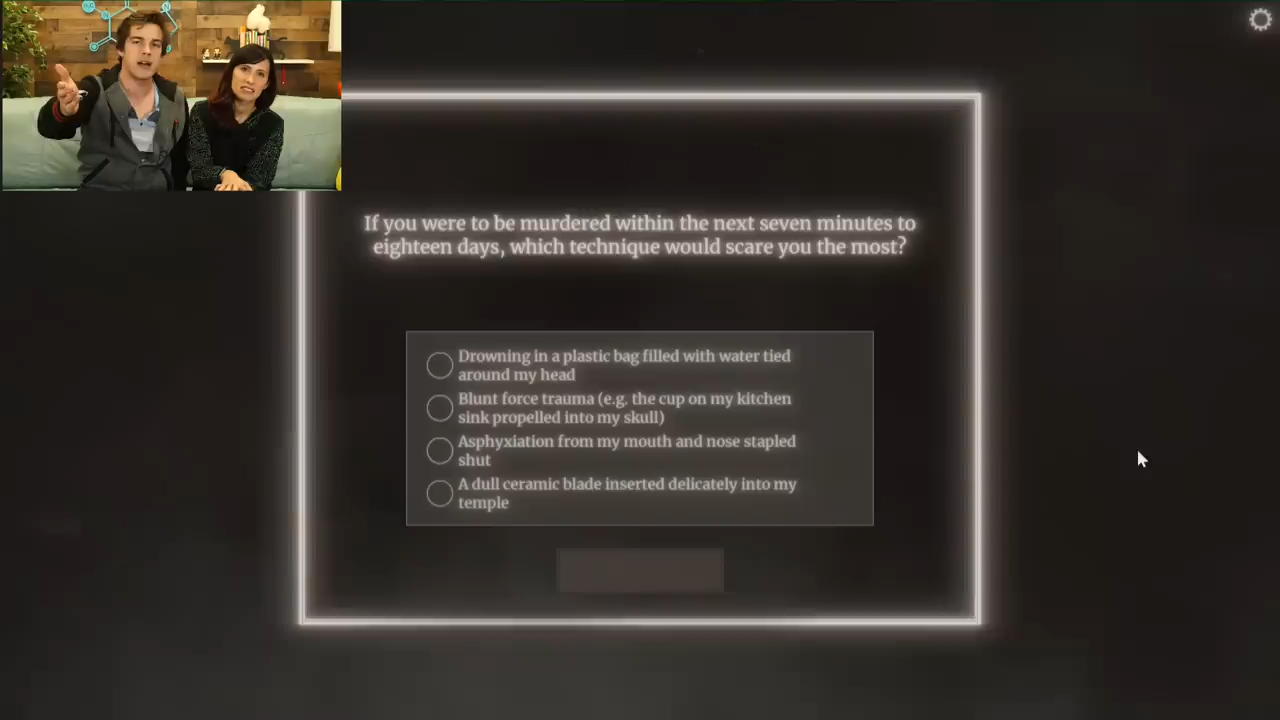 If you were to be murdered within the next seven minutes to
eighteen days, which technique would scare you the most?
Drowning in a plastic bag filled with water tied
around my head
Blunt force trauma (e.g. the cup on my kitchen
sink propelled into my skull)
Asphyxiation from my mouth and nose stapled
shut
A dull ceramic blade inserted delicately into my
temple